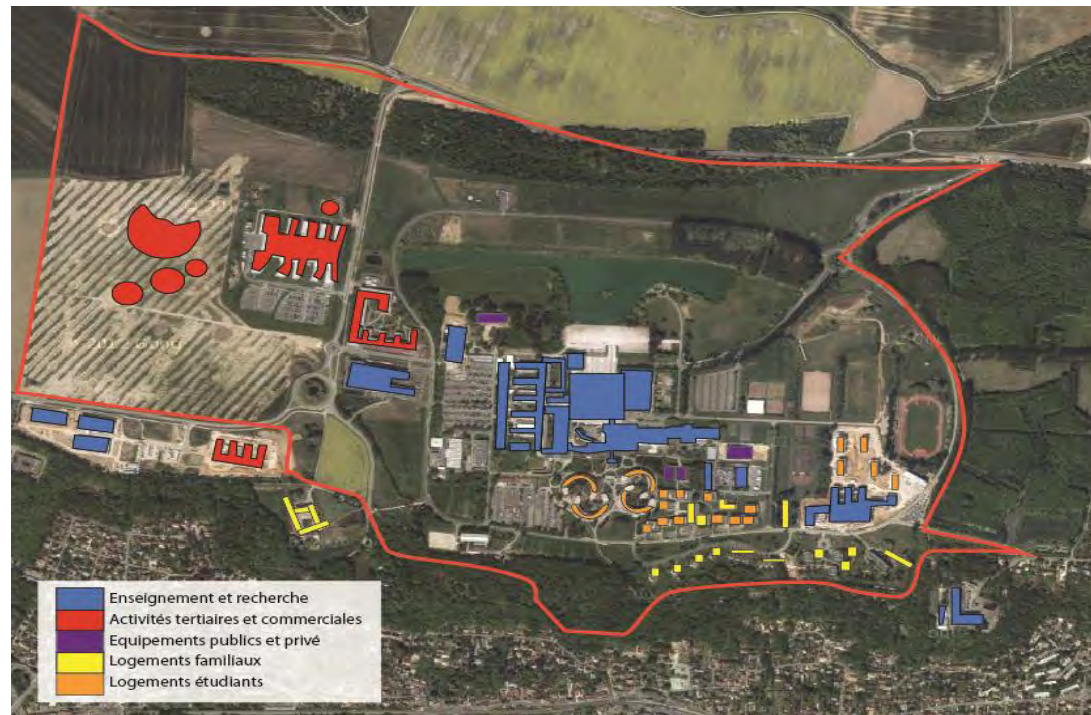 Enseignement et recherche
Activités tertiaires et commerciales
Equipements publics et privé
Logements familiaux
Logements étudiants